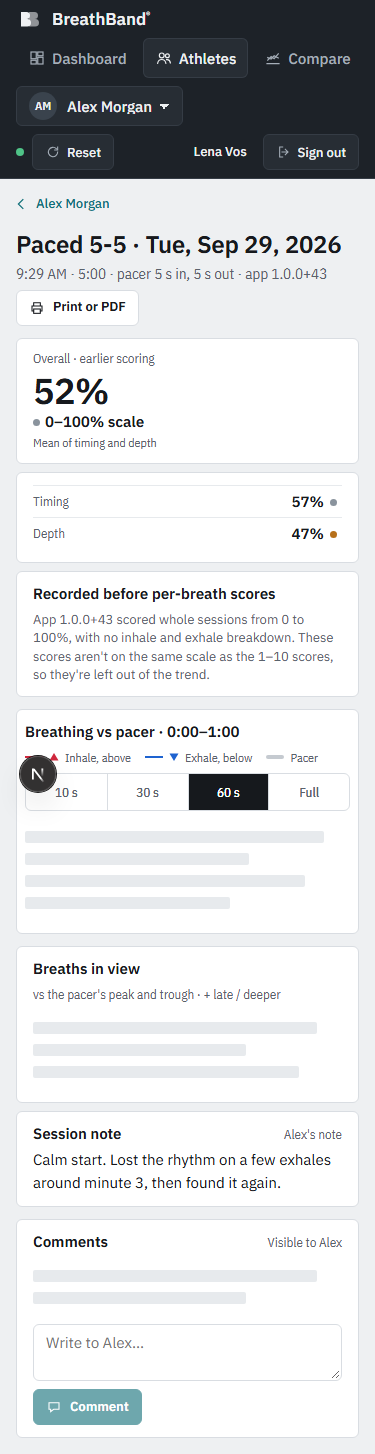 BreathBand®
Dashboard
Athletes
Compare
AM Alex Morgan
Reset
Lena Vos
Sign out
Alex Morgan
Paced 5-5 · Tue, Sep 29, 2026
9:29 AM · 5:00 · pacer 5 s in, 5 s out · app 1.0.0+43
Print or PDF
Overall · earlier scoring
52%
0–100% scale
Mean of timing and depth
Timing 57%
Depth 47%
Recorded before per-breath scores
App 1.0.0+43 scored whole sessions from 0 to
100%, with no inhale and exhale breakdown. These
scores aren't on the same scale as the 1–10 scores,
so they're left out of the trend.
Breathing vs pacer · 0:00–1:00
Inhale, above
Exhale, below
Pacer
N
10 s
30 s
60 s
Full
Breaths in view
vs the pacer's peak and trough · + late / deeper
Session note
Alex's note
Calm start. Lost the rhythm on a few exhales
around minute 3, then found it again.
Comments
Visible to Alex
Write to Alex...
Comment